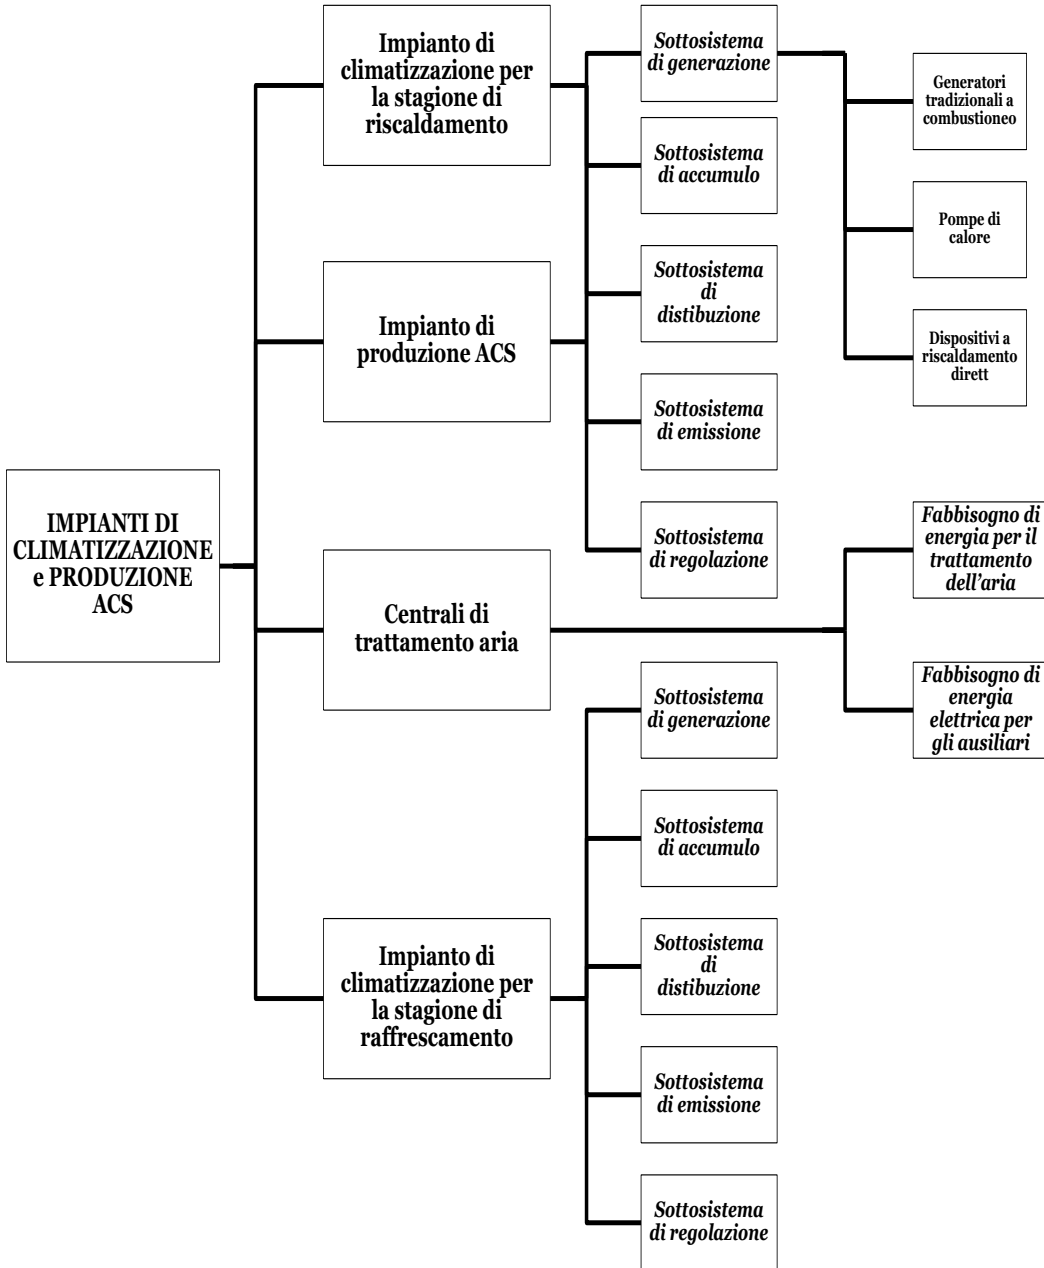 IMPIANTI DI
CLIMATIZZAZIONE
e PRODUZIONE
ACS
Impianto di
climatizzazione per
la stagione di
riscaldamento
Impianto di
produzione ACS
Centrali di
trattamento aria
Impianto di
climatizzazione per
la stagione di
raffrescamento
Sottosistema
di generazione
Sottosistema
di accumulo
Sottosistema
di
distibuzione
Sottosistema
di emissione
Sottosistema
di regolazione
Sottosistema
di generazione
Sottosistema
di accumulo
Sottosistema
di
distibuzione
Sottosistema
di emissione
Sottosistema
di regolazione
Generatori
tradizionali a
combustioneo
Pompe di
calore
Dispositivi a
riscaldamento
dirett
Fabbisogno di
energia per il
trattamento
dell’aria
Fabbisogno di
energia
elettrica per
gli ausiliari